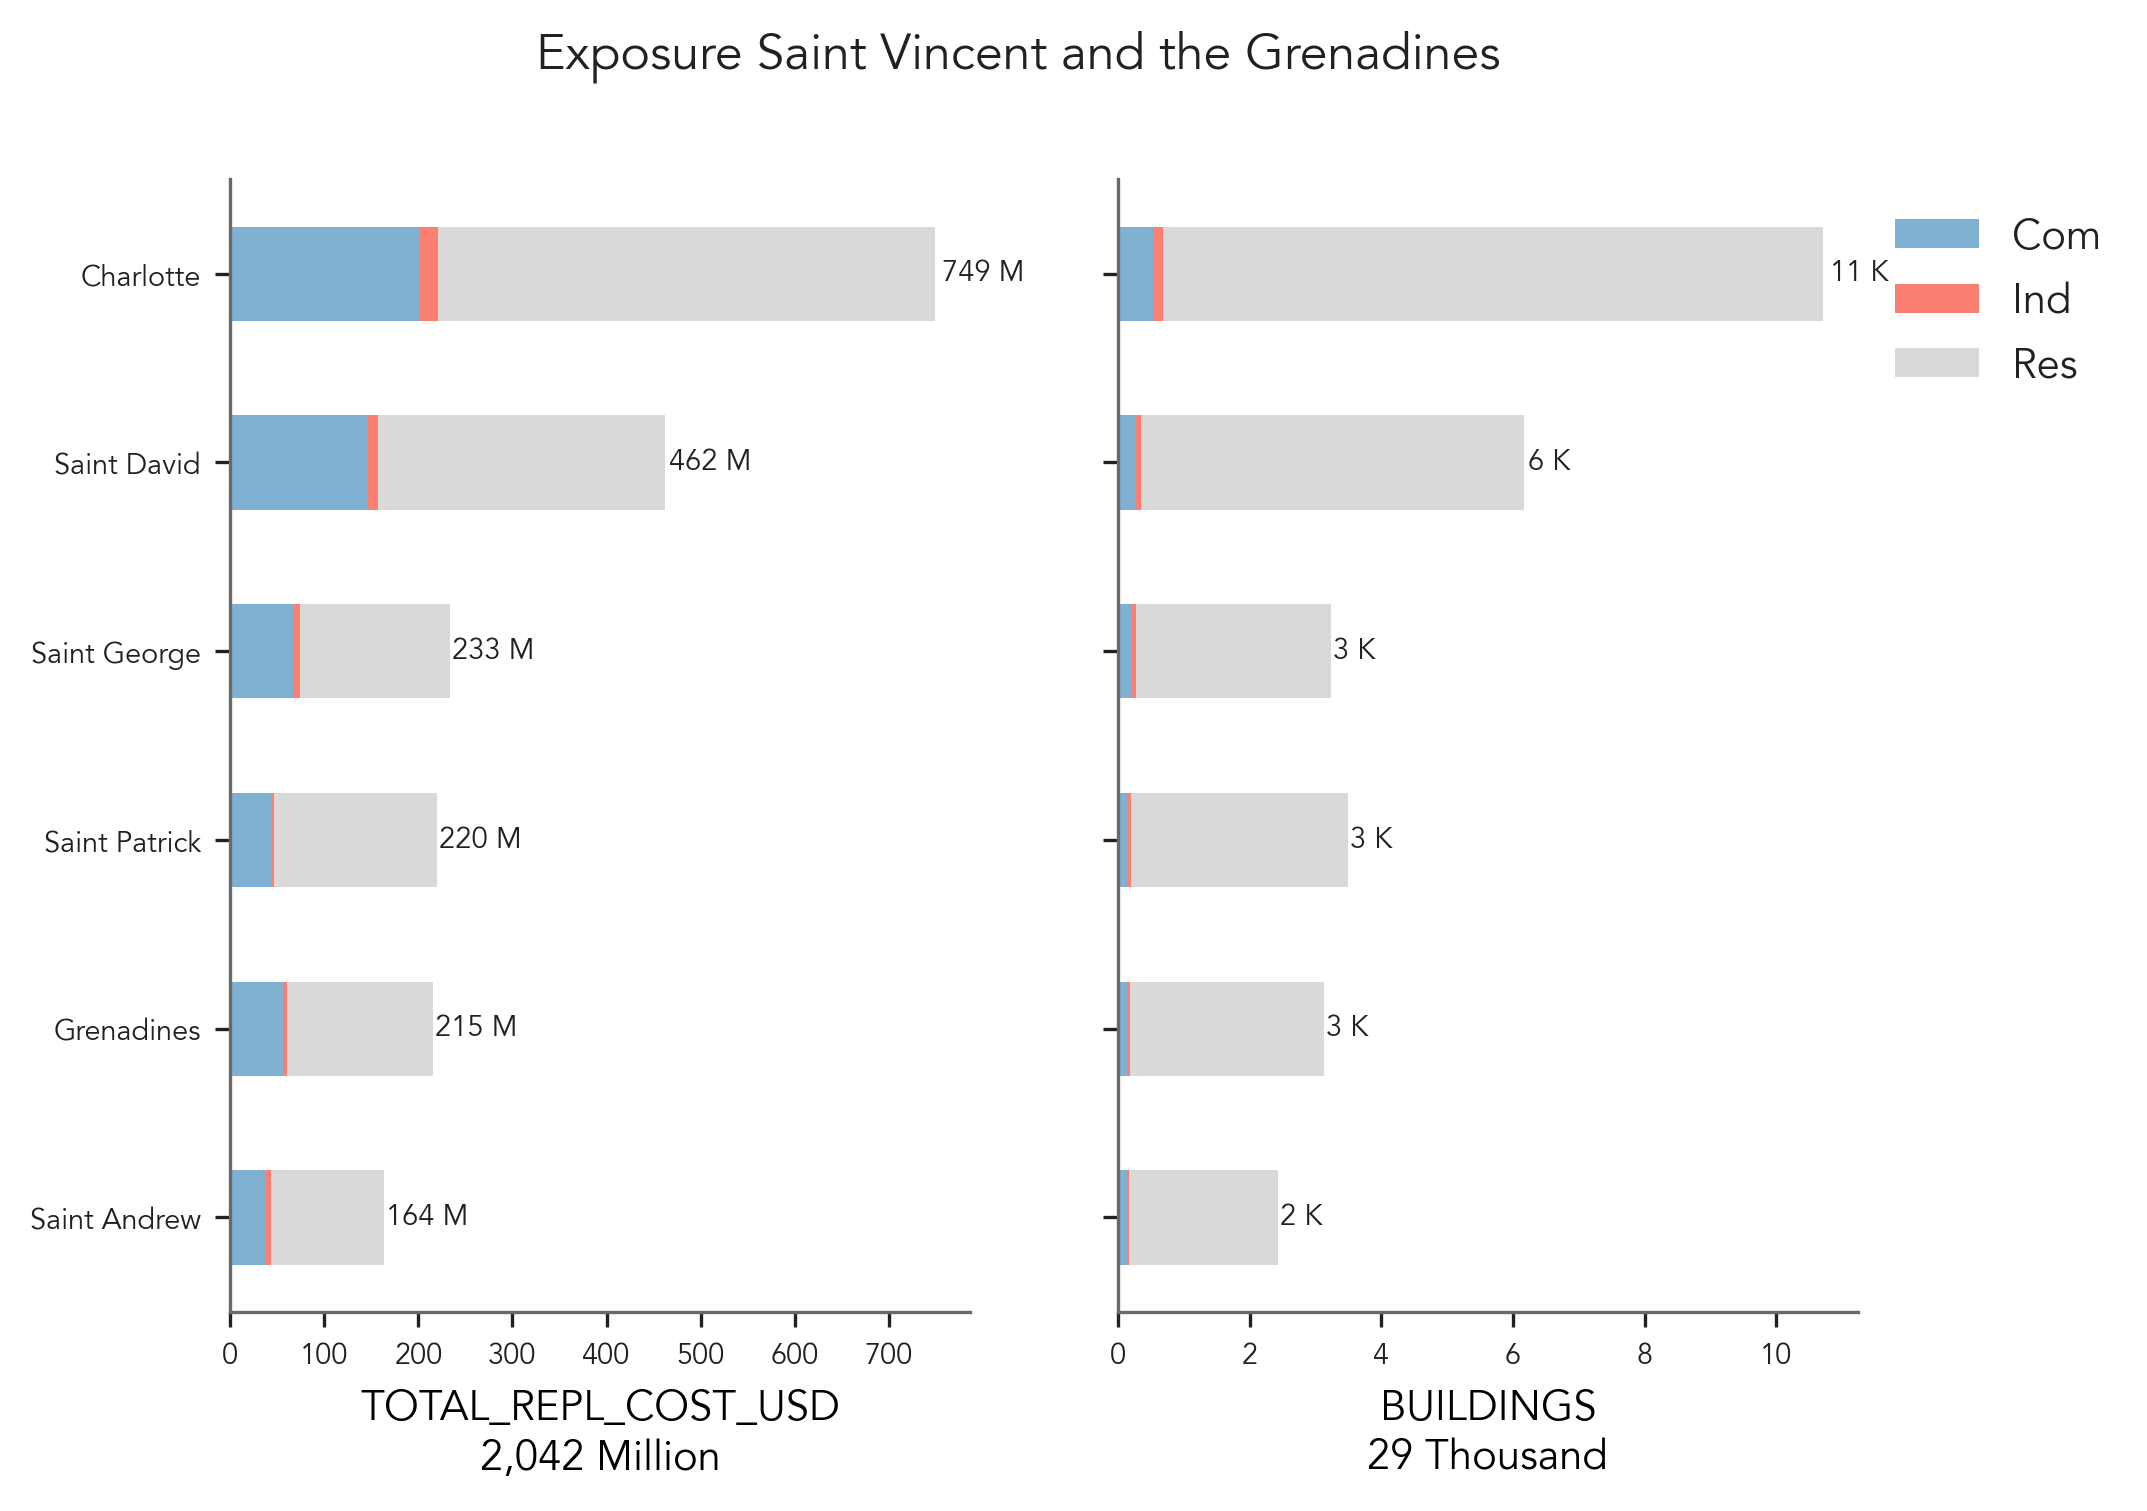 Exposure Saint Vincent and the Grenadines
Charlotte
749 M
Saint David
462 M
Saint George
233 M
Saint Patrick
220 M
Grenadines
215 M
Saint Andrew
164 M
0 100 200 300 400 500 600 700
TOTAL_REPL_COST_USD
2,042 Million
11 K
6 K
3 K
3 K
3 K
2 K
0 2 4 6 8 10
BUILDINGS
29 Thousand
Com
Ind
Res